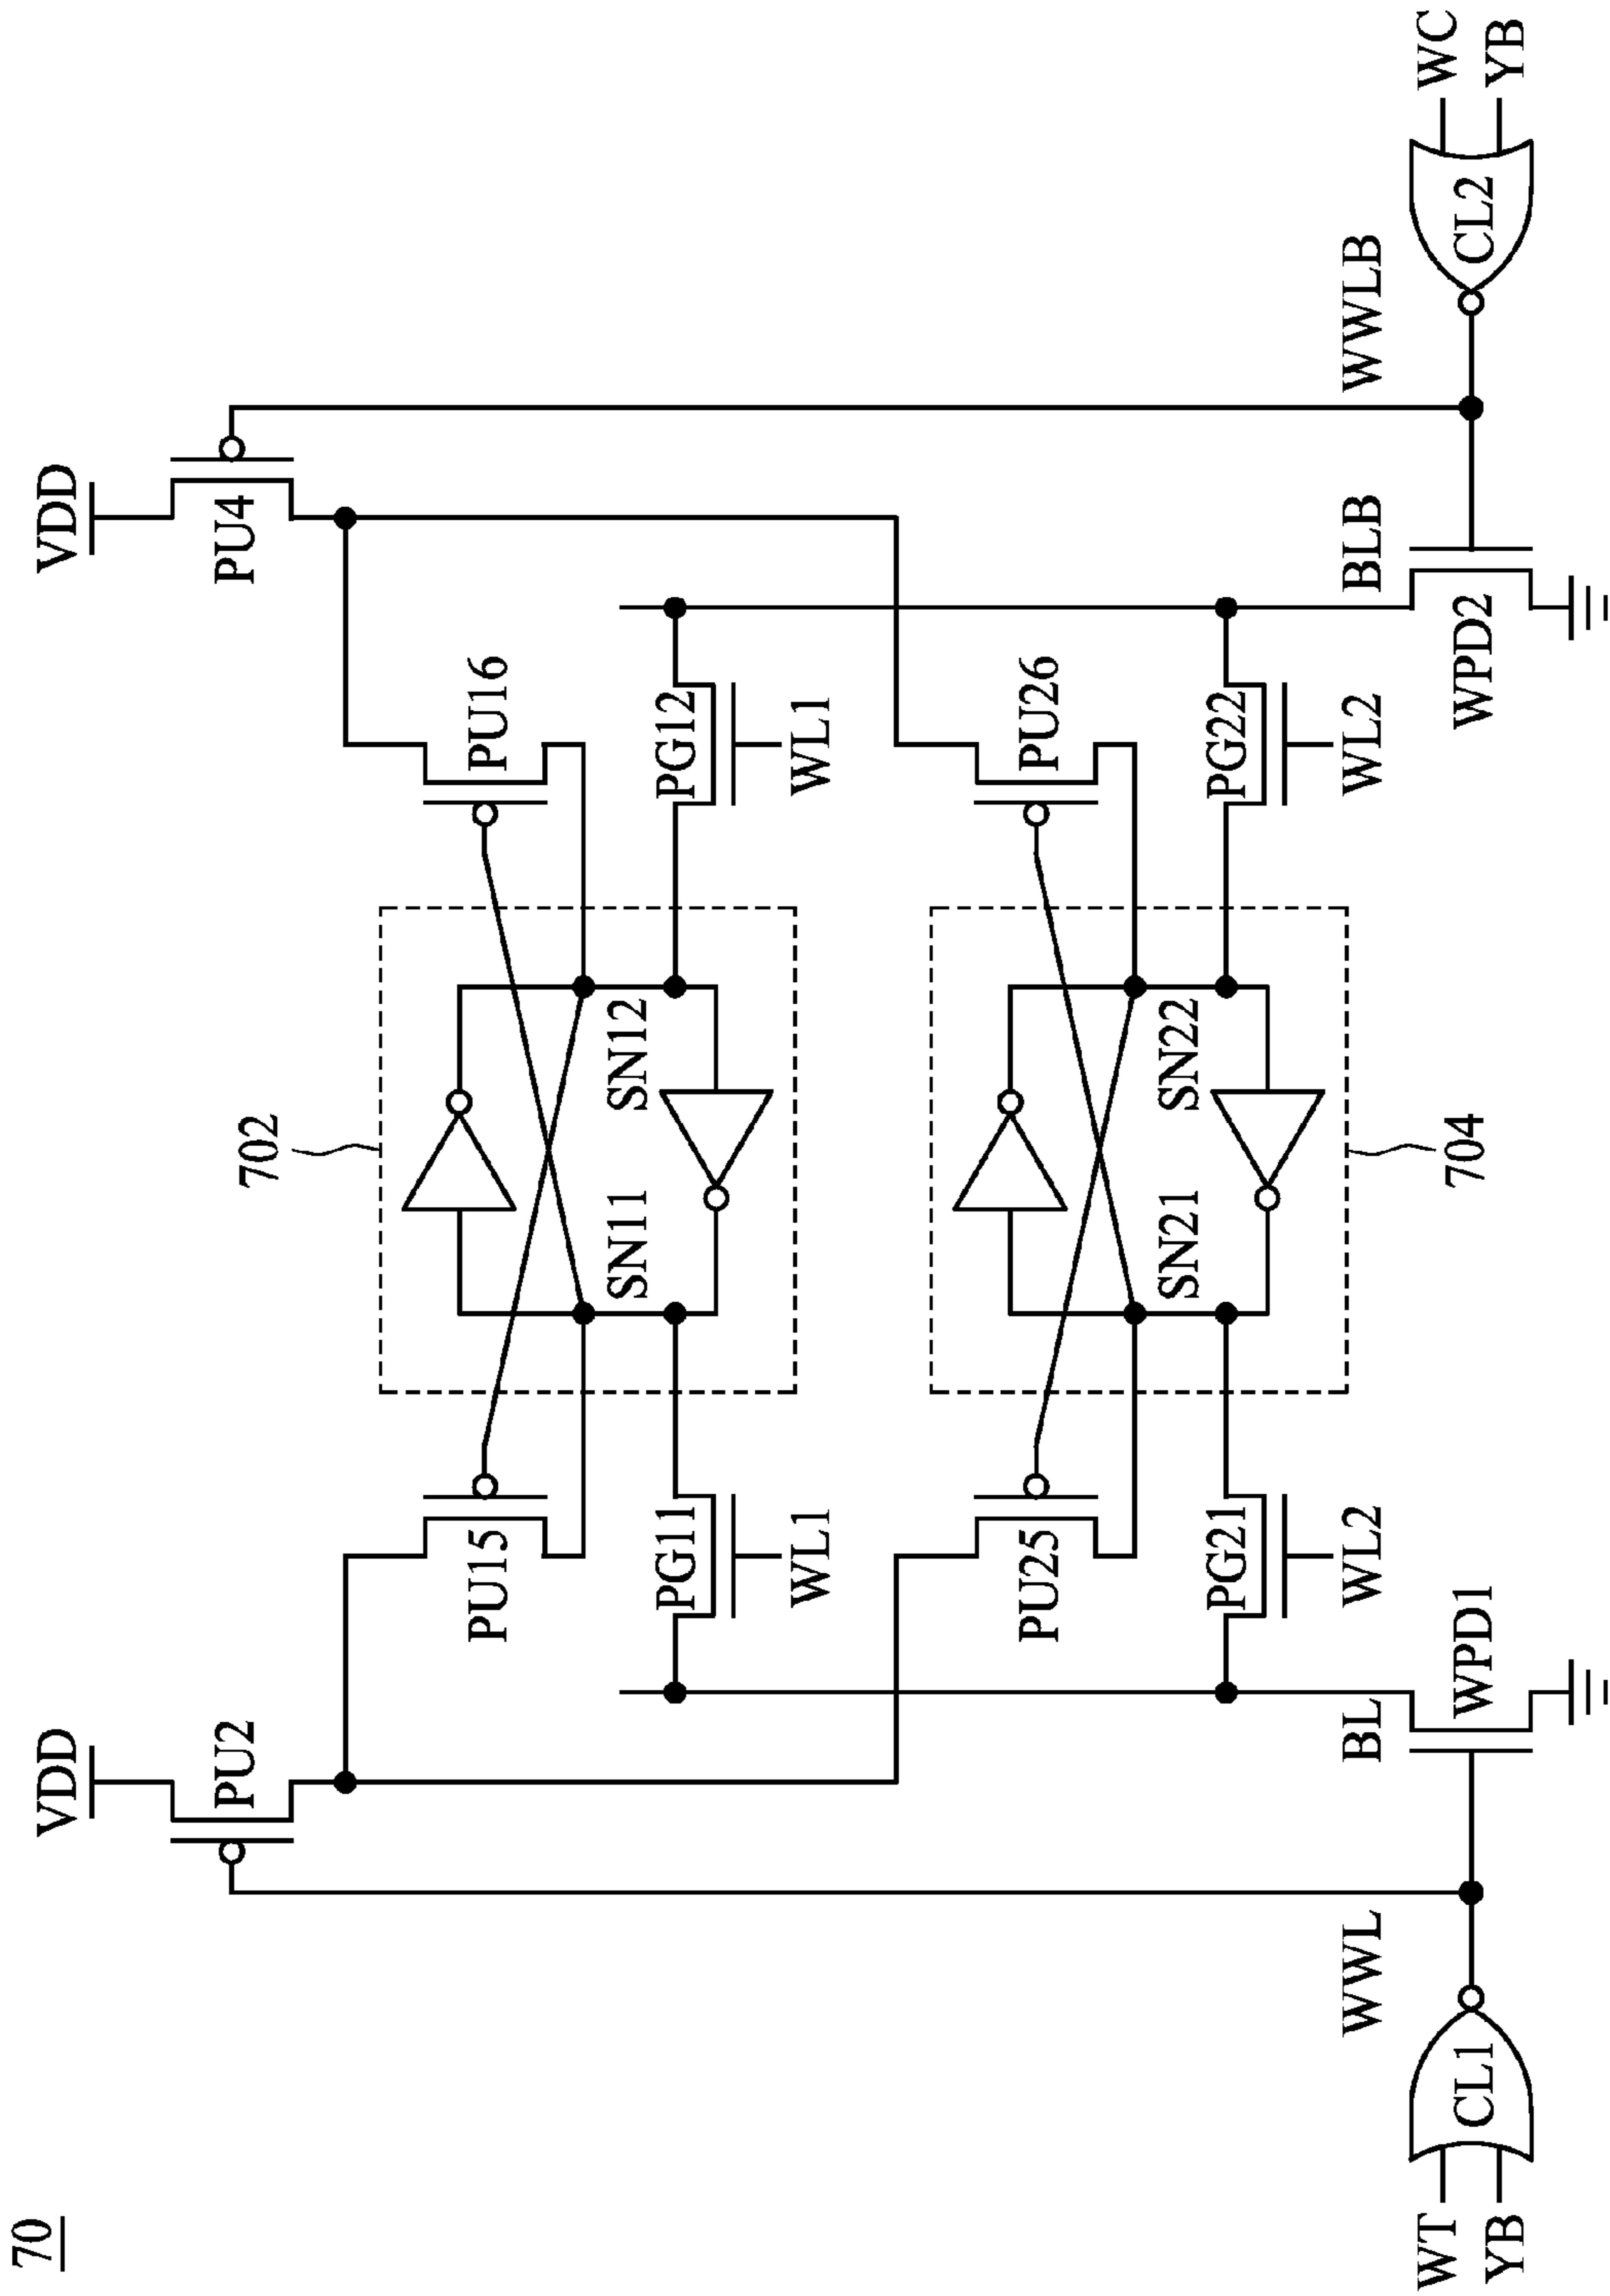 70
VDD
VDD
PU2
PU4
702
PU15
PU16
SN11
SN12
PG11
PG12
WL1
WL1
PU25
PU26
SN21
SN22
PG21
PG22
WL2
WL2
704
WWL
BL
BLB
WWLB
WT
YB
CL1
WPD1
WPD2
CL2
WC
YB